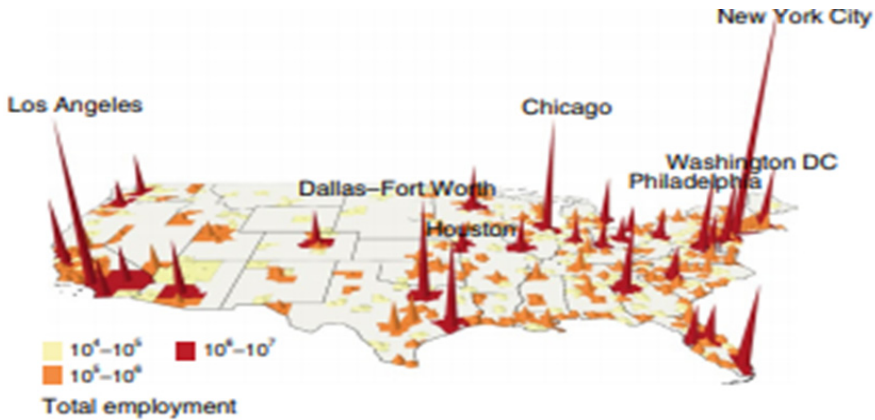 New York City
Los Angeles
Chicago
Washington DC
Dallas–Fort Worth
Philadelphia
Houston
10⁴–10⁵
10⁶–10⁷
10⁵–10⁶
Total employment